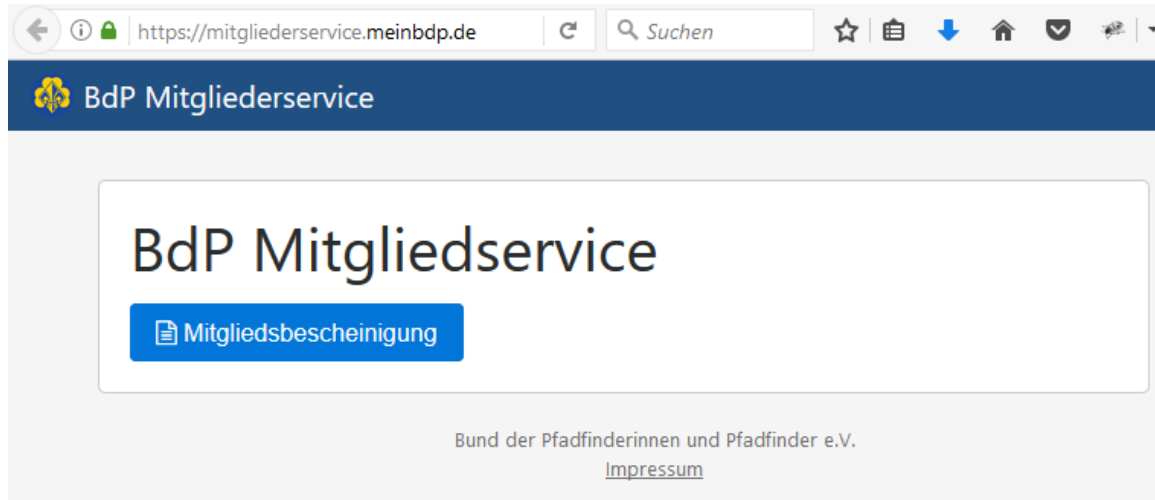 https://mitgliederservice.meinbdp.de Suchen
BdP Mitgliederservice
BdP Mitgliedservice
Mitgliedsbescheinigung
Bund der Pfadfinderinnen und Pfadfinder e.V.
Impressum